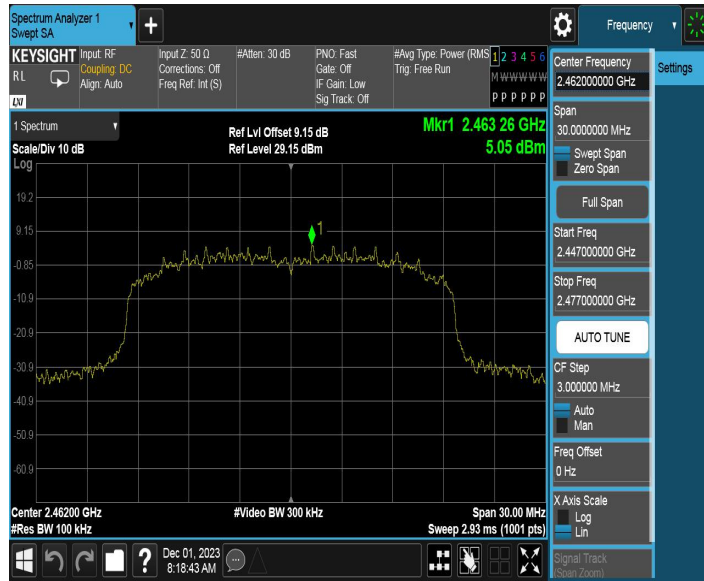 Spectrum Analyzer 1
Swept SA
Frequency
KEYSIGHT
RL
LXI
Input: RF
Coupling: DC
Align: Auto
Input Z: 50 Ω
Corrections: Off
Freq Ref: Int (S)
#Atten: 30 dB
PNO: Fast
Gate: Off
IF Gain: Low
Sig Track: Off
#Avg Type: Power (RMS
Trig: Free Run
1 2 3 4 5 6
M W W W W W
P P P P P P
1 Spectrum
Scale/Div 10 dB
Ref Lvl Offset 9.15 dB
Ref Level 29.15 dBm
Mkr1 2.463 26 GHz
5.05 dBm
Log
19.2
9.15
-0.85
-10.9
-20.9
-30.9
-40.9
-50.9
-60.9
1
Center 2.46200 GHz
#Video BW 300 kHz
Span 30.00 MHz
#Res BW 100 kHz
Sweep 2.93 ms (1001 pts)
Center Frequency
2.462000000 GHz
Settings
Span
30.0000000 MHz
Swept Span
Zero Span
Full Span
Start Freq
2.447000000 GHz
Stop Freq
2.477000000 GHz
AUTO TUNE
CF Step
3.000000 MHz
Auto
Man
Freq Offset
0 Hz
X Axis Scale
Log
Lin
Signal Track
(Span Zoom)
Dec 01, 2023
8:18:43 AM